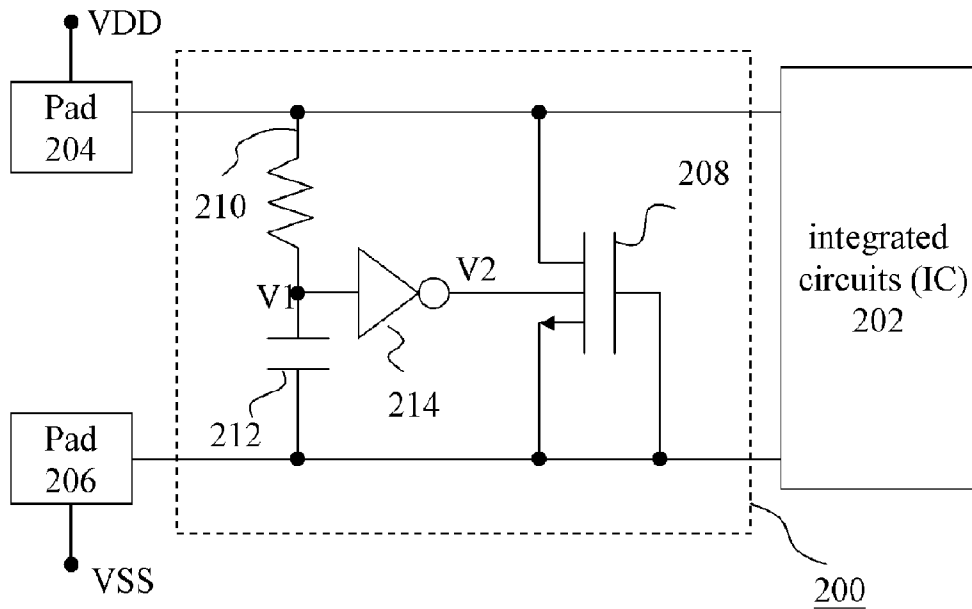 VDD
Pad
204
210
208
integrated
circuits (IC)
202
V1
V2
214
212
Pad
206
VSS
200